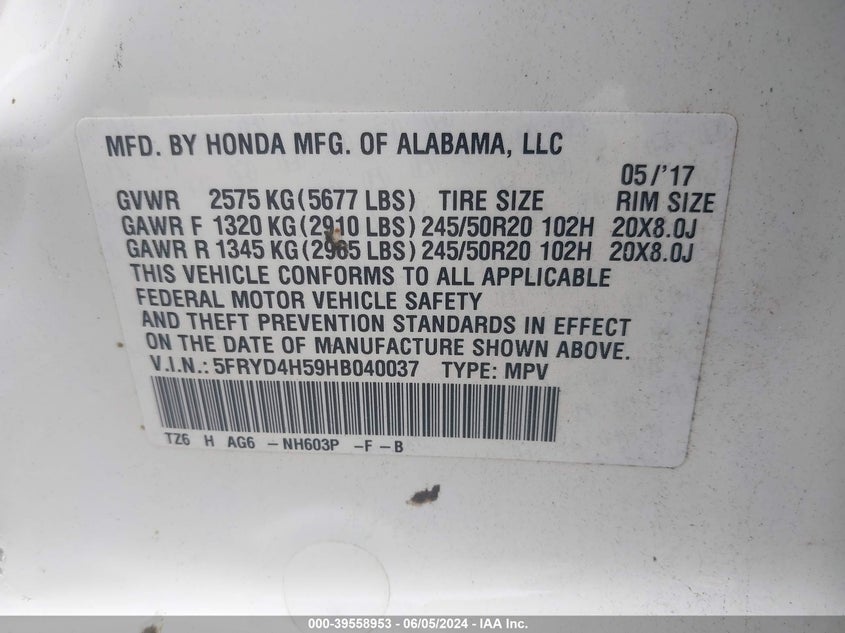 MFD. BY HONDA MFG. OF ALABAMA, LLC
05/'17
GVWR 2575 KG(5677 LBS) TIRE SIZE RIM SIZE
GAWR F 1320 KG(2910 LBS)245/50R20 102H 20X8.0J
GAWR R 1345 KG(2965 LBS)245/50R20 102H 20X8.0J
THIS VEHICLE CONFORMS TO ALL APPLICABLE
FEDERAL MOTOR VEHICLE SAFETY
AND THEFT PREVENTION STANDARDS IN EFFECT
ON THE DATE OF MANUFACTURE SHOWN ABOVE.
V.I.N.: 5FRYD4H59HB040037 TYPE: MPV
TZ6 H AG6 -NH603P -F-B
000-39558953 - 06/05/2024 - IAA Inc.